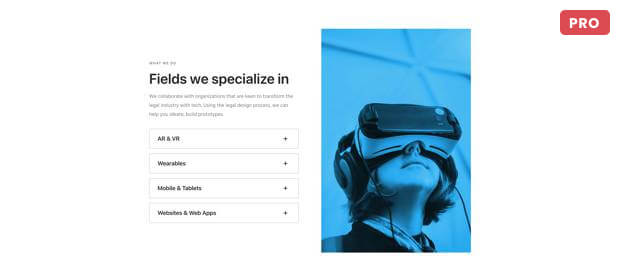 PRO
WHAT WE DO
Fields we specialize in
We collaborate with organizations that are keen to transform the
legal industry with tech. Using the legal design process, we can
help you ideate, build prototypes.
AR & VR +
Wearables +
Mobile & Tablets +
Websites & Web Apps +